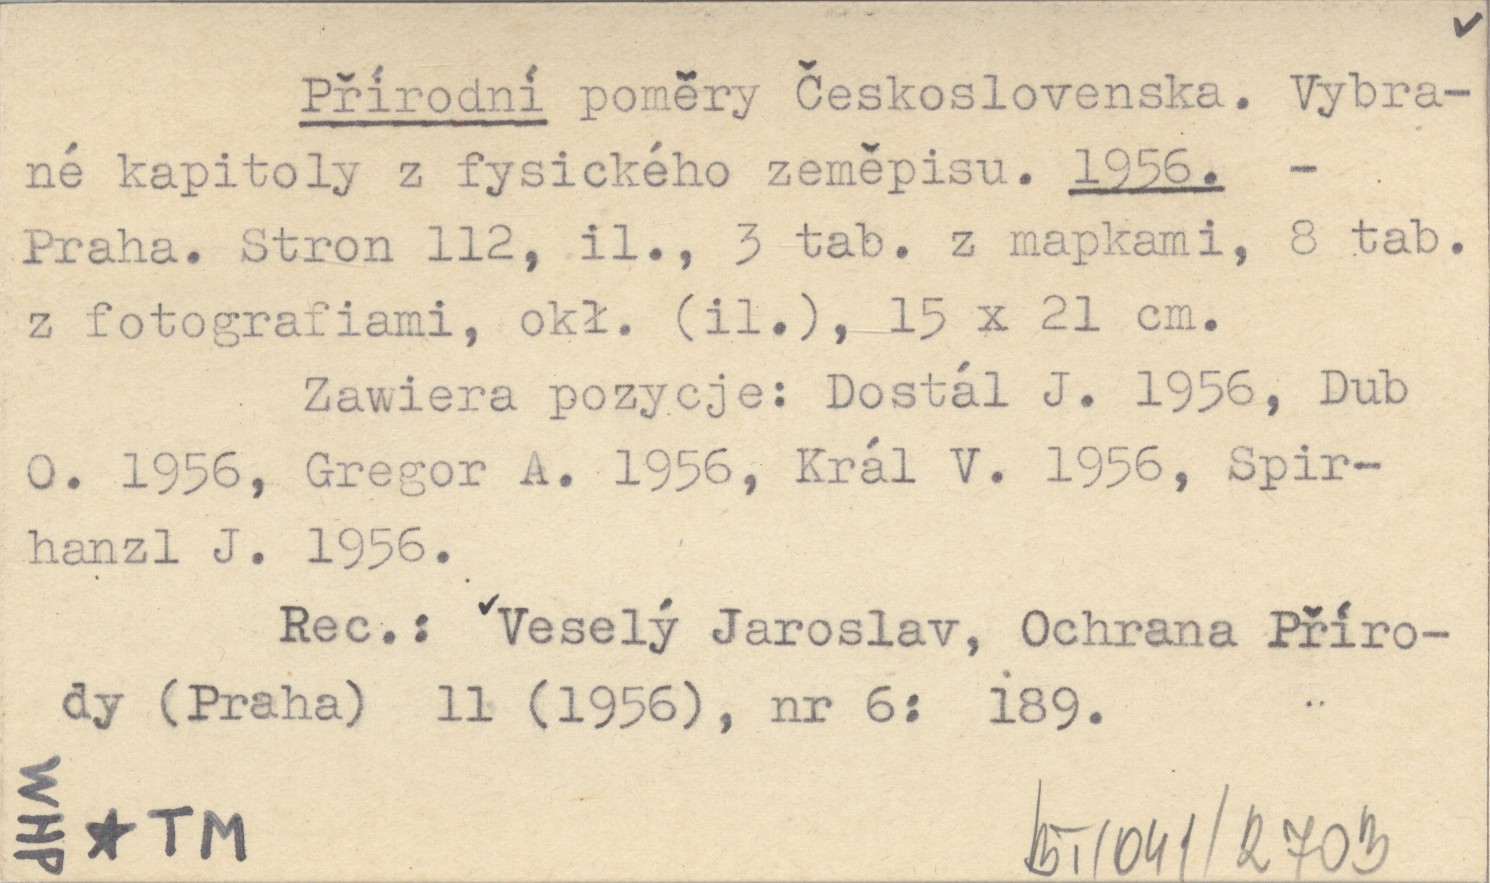 Přírodní poměry Československa. Vybra-
né kapitoly z fysického zeměpisu. 1956. -
Praha. Stron 112, il., 3 tab. z mapkami, 8 tab.
z fotografiami, okł. (il.), 15 x 21 cm.
Zawiera pozycje: Dostál J. 1956, Dub
O. 1956, Gregor A. 1956, Král V. 1956, Spir-
hanzl J. 1956.
Rec.: Veselý Jaroslav, Ochrana Příro-
dy (Praha) 11 (1956), nr 6: 189.
WHP ★ TM
/041/2703